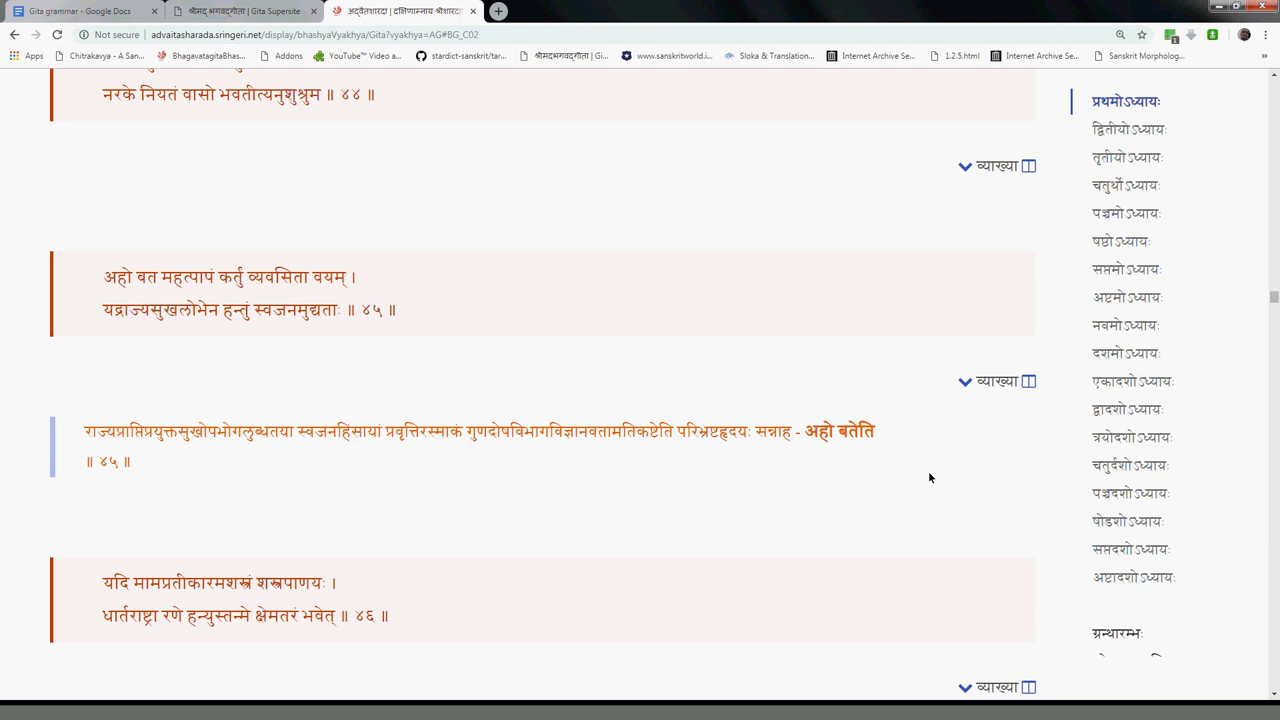 Gita grammar - Google Docs
श्रीमद् भगवद्गीता | Gita Supersite
अद्वैतशारदा | दक्षिणाम्नाय श्रीशारदा
Not secure | advaitasharada.sringeri.net/display/bhashyaVyakhya/Gita?vyakhya=AG#BG_C02
Apps Chitrakavya - A San... BhagavatagitaBhas... Addons YouTube™ Video a... stardict-sanskrit/tar... श्रीमद्भगवद्गीता | Gi... www.sanskritworld.i... Sloka & Translation... Internet Archive Se... 1.2.5.html Internet Archive Se... Sanskrit Morpholog... »
नरके नियतं वासो भवतीत्यनुशुश्रुम ॥ ४४ ॥
व्याख्या
अहो बत महत्पापं कर्तुं व्यवसिता वयम् ।
यद्राज्यसुखलोभेन हन्तुं स्वजनमुद्यताः ॥ ४५ ॥
व्याख्या
राज्यप्राप्तिप्रयुक्तसुखोपभोगलुब्धतया स्वजनहिंसायां प्रवृत्तिरस्माकं गुणदोषविभागविज्ञानवतामतिकष्टेति परिभ्रष्टहृदयः सन्नाह - अहो बतेति
॥ ४५ ॥
यदि मामप्रतीकारमशस्त्रं शस्त्रपाणयः ।
धार्तराष्ट्रा रणे हन्युस्तन्मे क्षेमतरं भवेत् ॥ ४६ ॥
व्याख्या
प्रथमोऽध्यायः
द्वितीयोऽध्यायः
तृतीयोऽध्यायः
चतुर्थोऽध्यायः
पञ्चमोऽध्यायः
षष्ठोऽध्यायः
सप्तमोऽध्यायः
अष्टमोऽध्यायः
नवमोऽध्यायः
दशमोऽध्यायः
एकादशोऽध्यायः
द्वादशोऽध्यायः
त्रयोदशोऽध्यायः
चतुर्दशोऽध्यायः
पञ्चदशोऽध्यायः
षोडशोऽध्यायः
सप्तदशोऽध्यायः
अष्टादशोऽध्यायः
ग्रन्थारम्भः